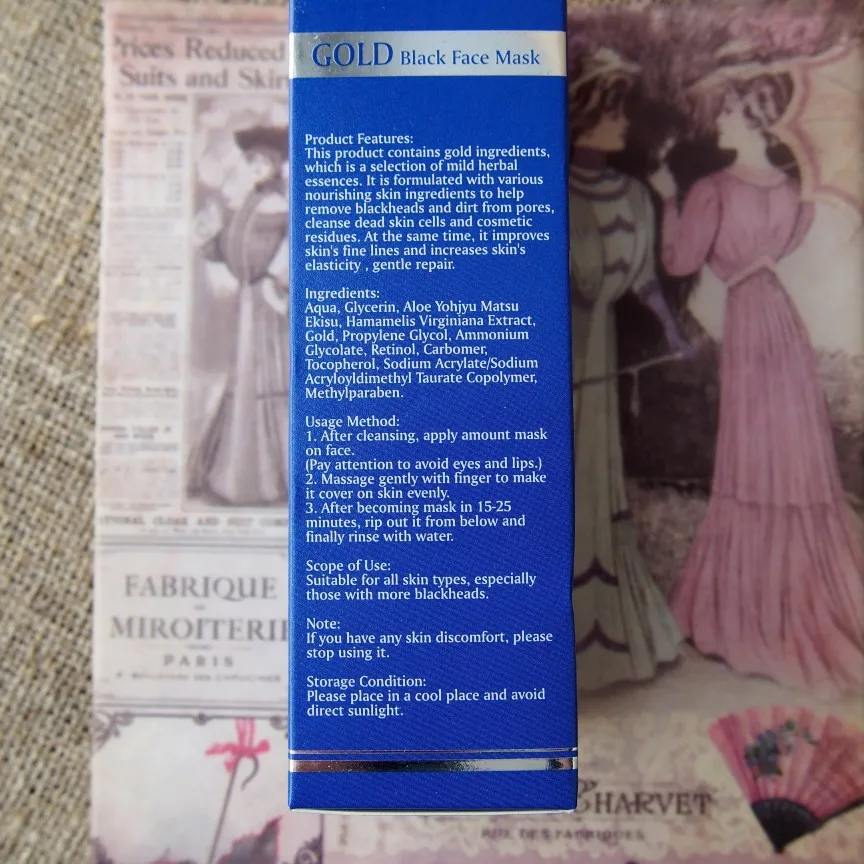 GOLD Black Face Mask
Product Features:
This product contains gold ingredients,
which is a selection of mild herbal
essences. It is formulated with various
nourishing skin ingredients to help
remove blackheads and dirt from pores,
cleanse dead skin cells and cosmetic
residues. At the same time, it improves
skin's fine lines and increases skin's
elasticity , gentle repair.
Ingredients:
Aqua, Glycerin, Aloe Yohjyu Matsu
Ekisu, Hamamelis Virginiana Extract,
Gold, Propylene Glycol, Ammonium
Glycolate, Retinol, Carbomer,
Tocopherol, Sodium Acrylate/Sodium
Acryloyldimethyl Taurate Copolymer,
Methylparaben.
Usage Method:
1. After cleansing, apply amount mask
on face.
(Pay attention to avoid eyes and lips.)
2. Massage gently with finger to make
it cover on skin evenly.
3. After becoming mask in 15-25
minutes, rip out it from below and
finally rinse with water.
Scope of Use:
Suitable for all skin types, especially
those with more blackheads.
Note:
If you have any skin discomfort, please
stop using it.
Storage Condition:
Please place in a cool place and avoid
direct sunlight.
rices Reduced
Suits and Skir
FABRIQUE
MIROITERI
PARIS
HARVET
RUE DES FABRIQUES